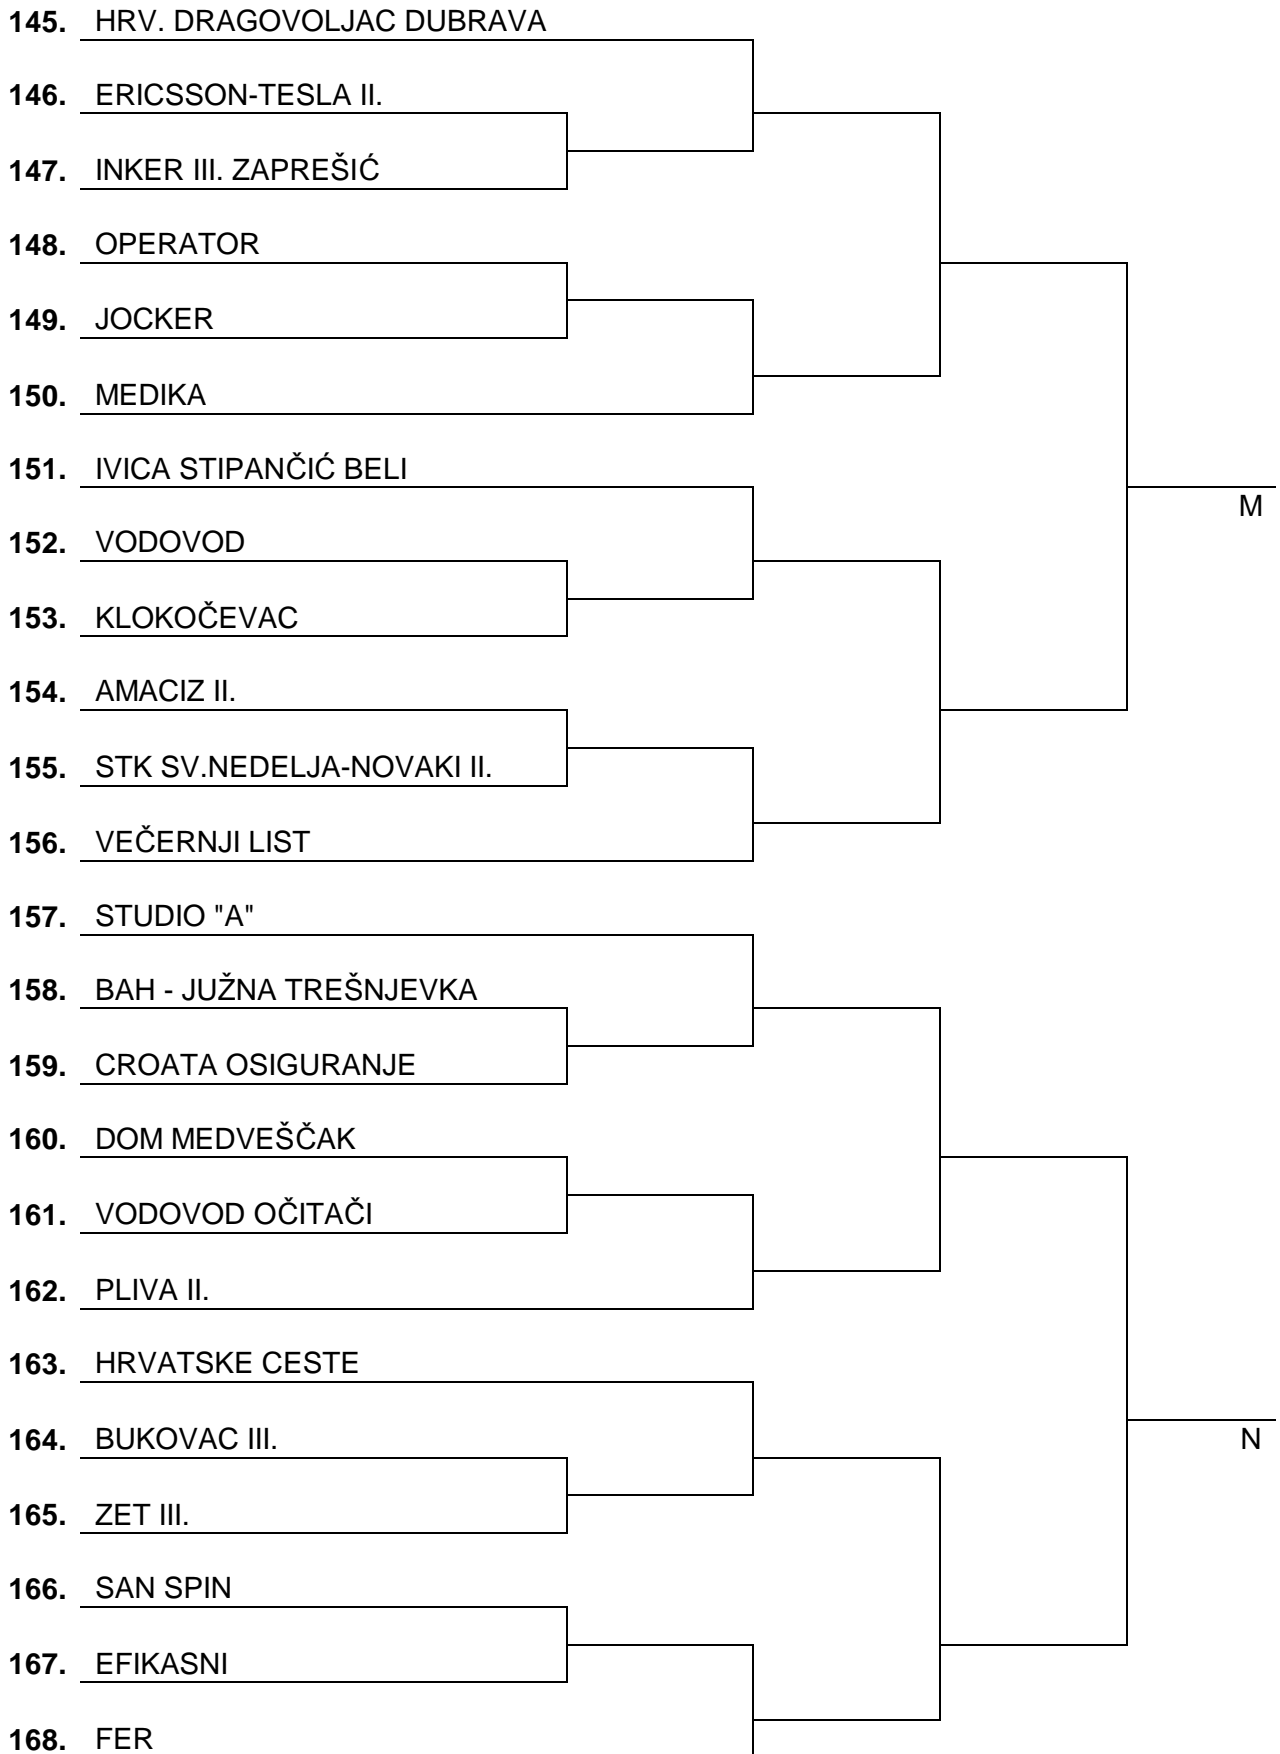 145. HRV. DRAGOVOLJAC DUBRAVA
146. ERICSSON-TESLA II.
147. INKER III. ZAPREŠIĆ
148. OPERATOR
149. JOCKER
150. MEDIKA
151. IVICA STIPANČIĆ BELI
M
152. VODOVOD
153. KLOKOČEVAC
154. AMACIZ II.
155. STK SV.NEDELJA-NOVAKI II.
156. VEČERNJI LIST
157. STUDIO "A"
158. BAH - JUŽNA TREŠNJEVKA
159. CROATA OSIGURANJE
160. DOM MEDVEŠČAK
161. VODOVOD OČITAČI
162. PLIVA II.
163. HRVATSKE CESTE
164. BUKOVAC III.
N
165. ZET III.
166. SAN SPIN
167. EFIKASNI
168. FER